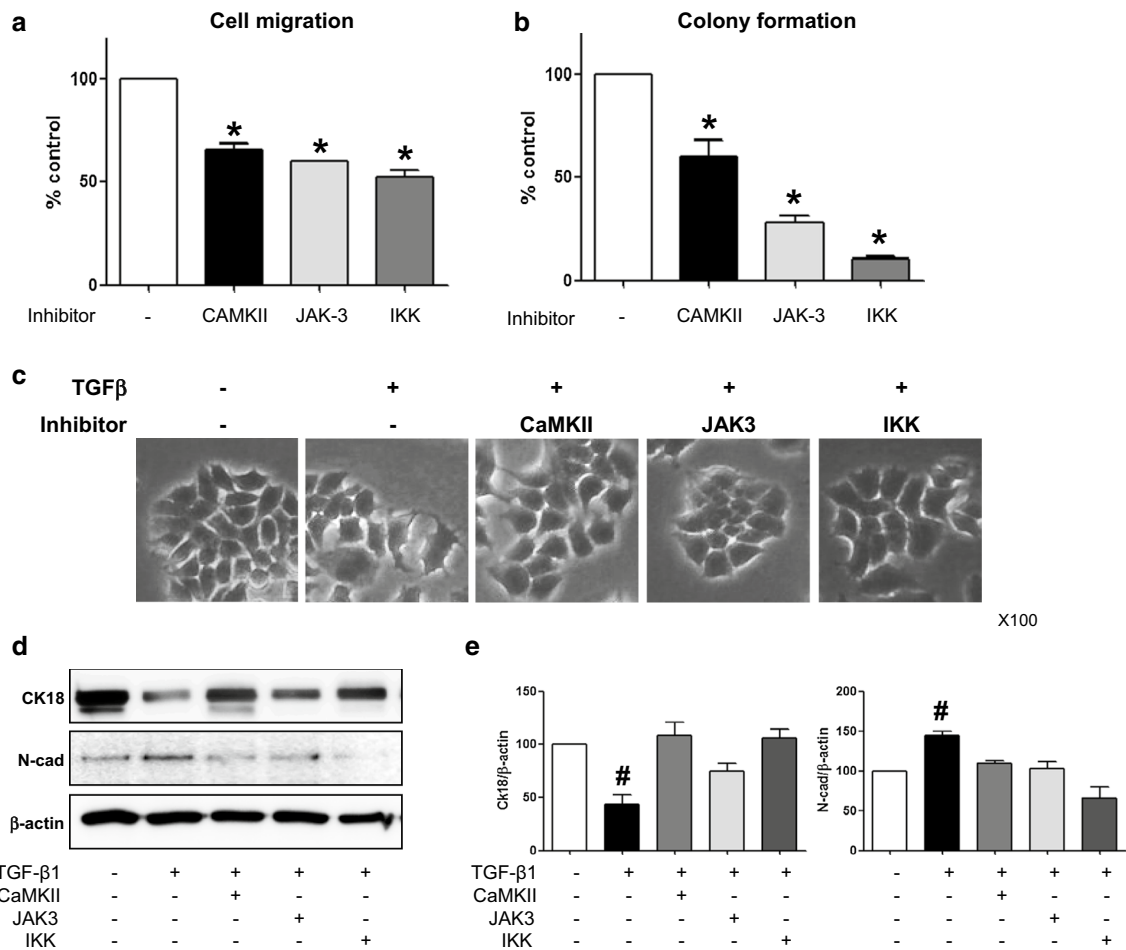 a Cell migration
% control
100
50
0
Inhibitor - CAMKII JAK-3 IKK
*
*
*
b Colony formation
% control
100
50
0
Inhibitor - CAMKII JAK-3 IKK
*
*
*
c
TGFβ - + + + +
Inhibitor - - CaMKII JAK3 IKK
X100
d
CK18
N-cad
β-actin
TGF-β1 - + + + +
CaMKII - - + - -
JAK3 - - - + -
IKK - - - - +
e
Ck18/β-actin
150
100
50
0
#
N-cad/β-actin
200
150
100
50
0
#
TGF-β1 - + + + + - + + + +
CaMKII - - + - - - - + - -
JAK3 - - - + - - - - + -
IKK - - - - + - - - - +